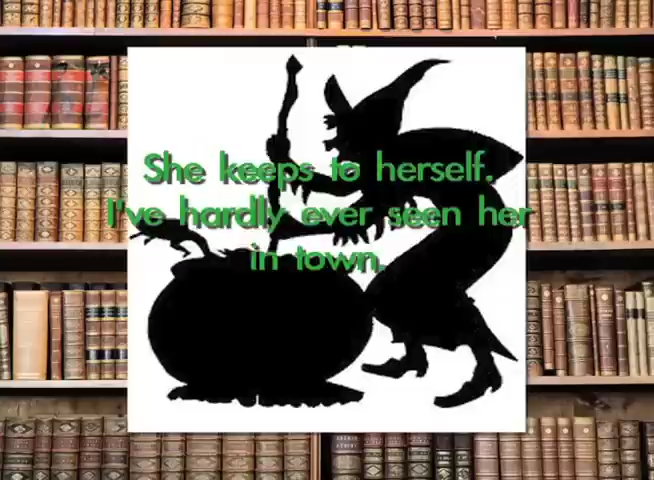 She keeps to herself.
I've hardly ever seen her
in town.